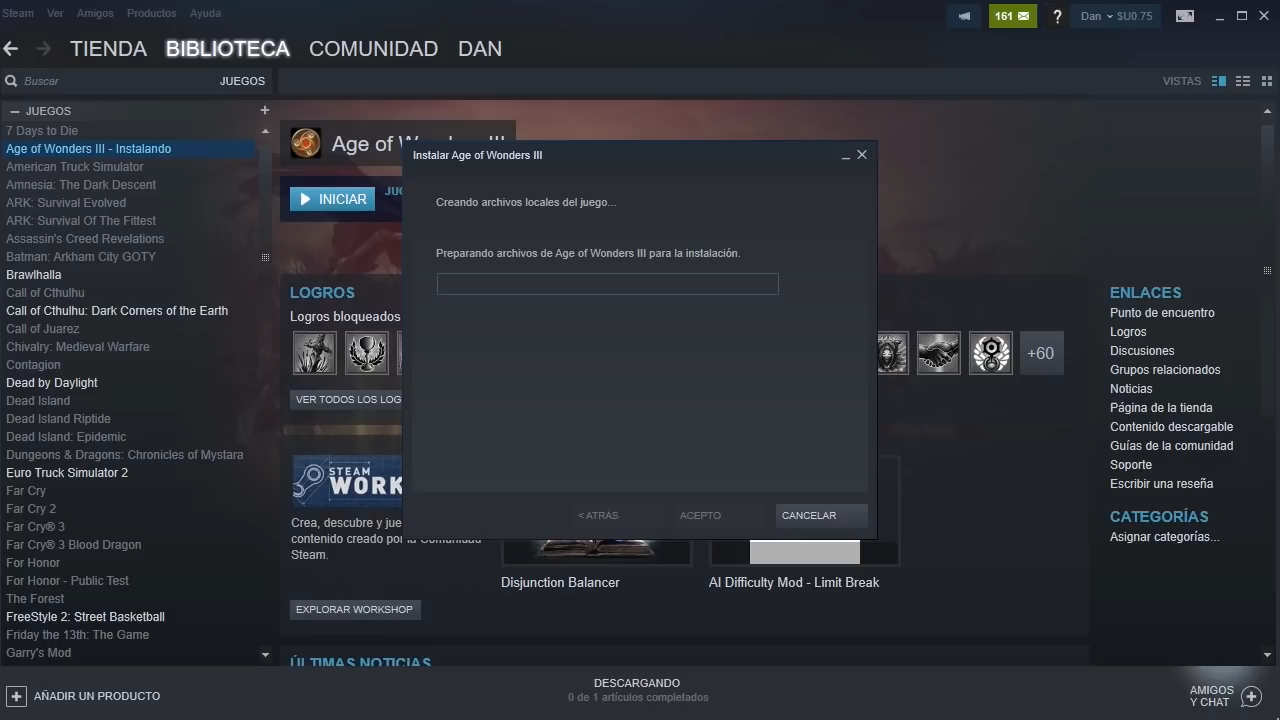 Steam Ver Amigos Productos Ayuda
161
?
Dan $U0.75
TIENDA BIBLIOTECA COMUNIDAD DAN
Buscar JUEGOS
VISTAS
JUEGOS
7 Days to Die
Age of Wonders III - Instalando
American Truck Simulator
Amnesia: The Dark Descent
ARK: Survival Evolved
ARK: Survival Of The Fittest
Assassin's Creed Revelations
Batman: Arkham City GOTY
Brawlhalla
Call of Cthulhu
Call of Cthulhu: Dark Corners of the Earth
Call of Juarez
Chivalry: Medieval Warfare
Contagion
Dead by Daylight
Dead Island
Dead Island Riptide
Dead Island: Epidemic
Dungeons & Dragons: Chronicles of Mystara
Euro Truck Simulator 2
Far Cry
Far Cry 2
Far Cry® 3
Far Cry® 3 Blood Dragon
For Honor
For Honor - Public Test
The Forest
FreeStyle 2: Street Basketball
Friday the 13th: The Game
Garry's Mod
Age of Wonders III
INICIAR
JUG
LOGROS
Logros bloqueados
+60
VER TODOS LOS LOG
STEAM
WORK
Crea, descubre y jue
contenido creado por la Comunidad
Steam.
EXPLORAR WORKSHOP
Disjunction Balancer
AI Difficulty Mod - Limit Break
ÚLTIMAS NOTICIAS
Instalar Age of Wonders III
Creando archivos locales del juego...
Preparando archivos de Age of Wonders III para la instalación.
< ATRÁS
ACEPTO
CANCELAR
ENLACES
Punto de encuentro
Logros
Discusiones
Grupos relacionados
Noticias
Página de la tienda
Contenido descargable
Guías de la comunidad
Soporte
Escribir una reseña
CATEGORÍAS
Asignar categorías...
AÑADIR UN PRODUCTO
DESCARGANDO
0 de 1 artículos completados
AMIGOS
Y CHAT